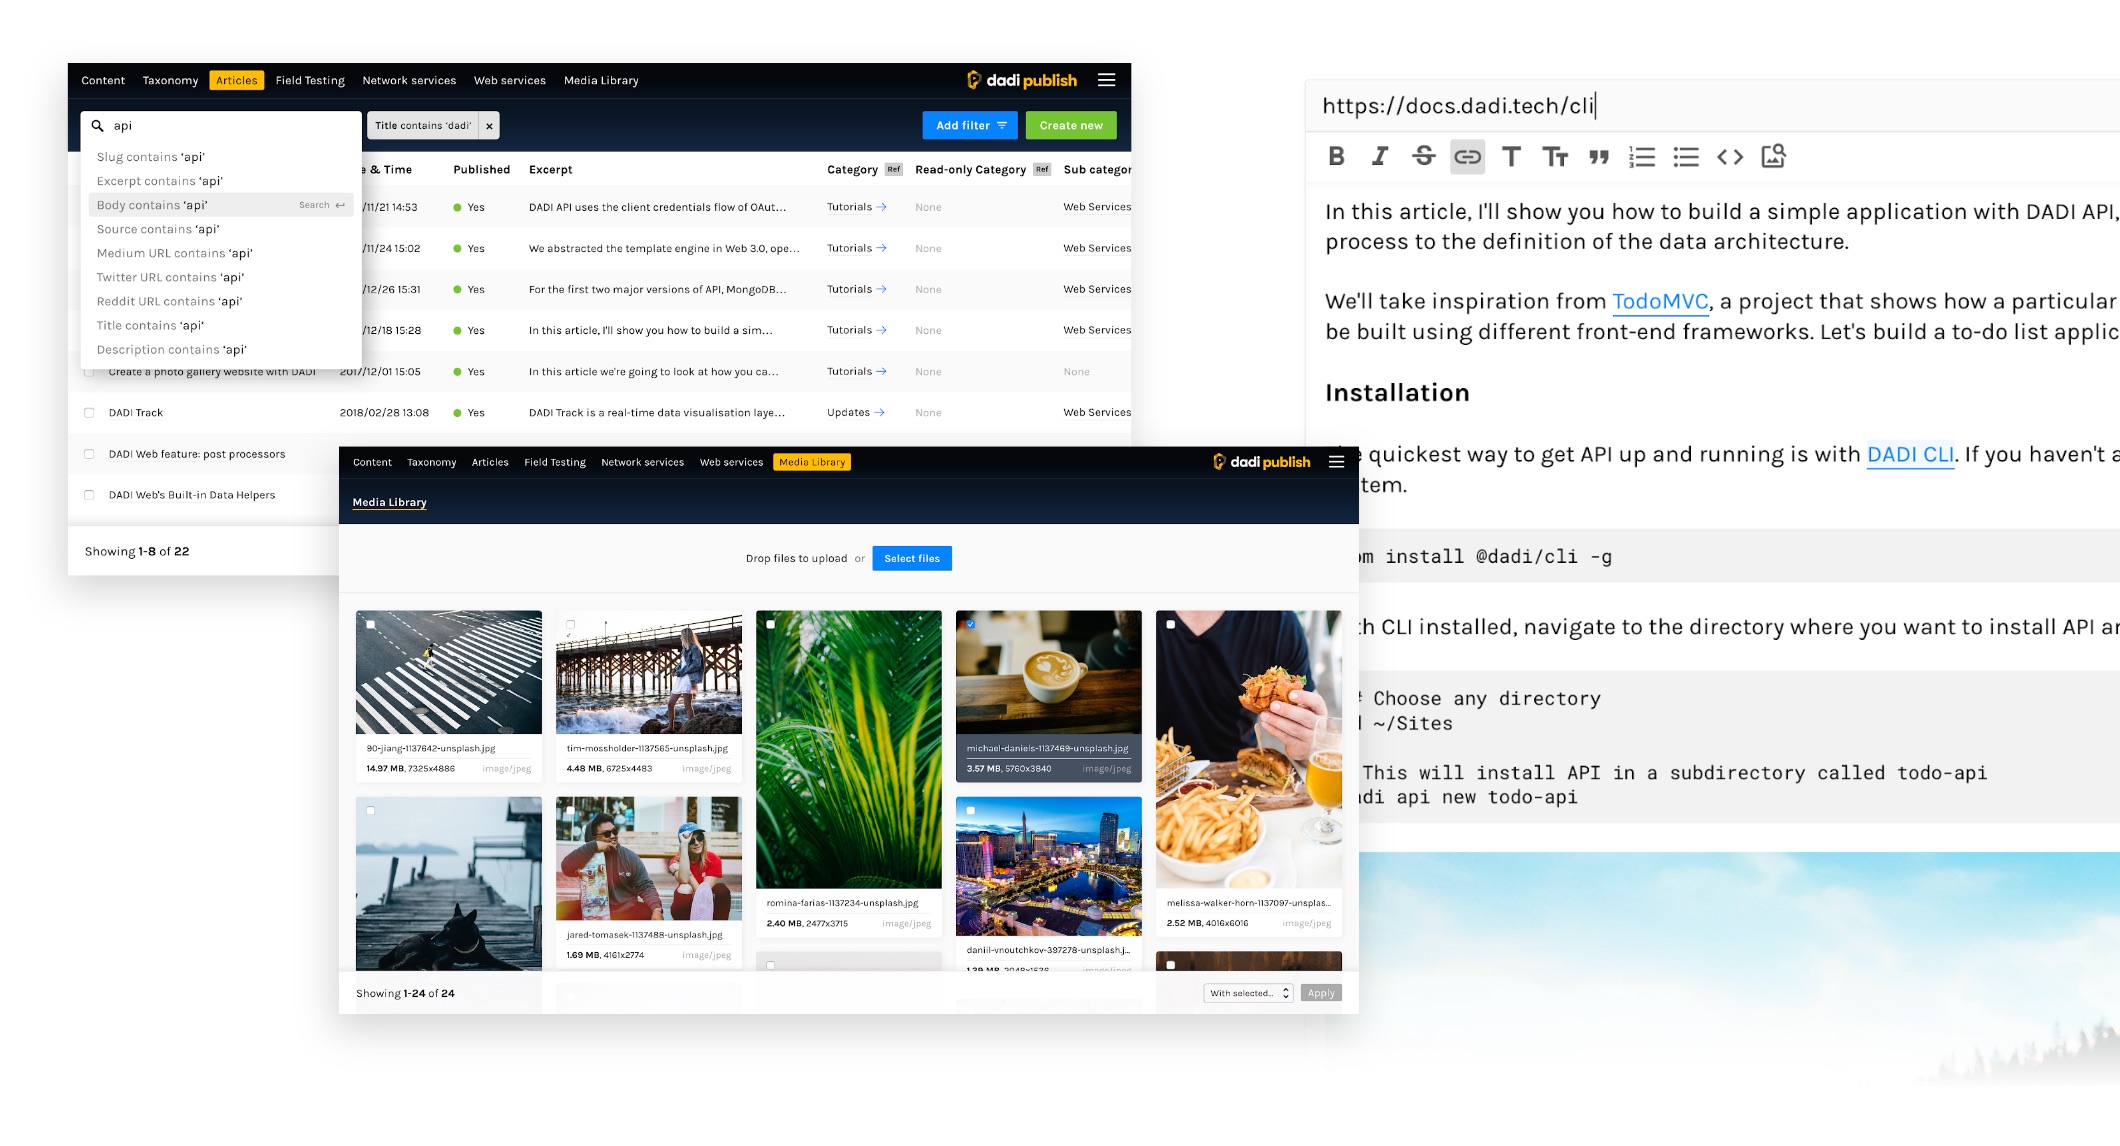 Content Taxonomy Articles Field Testing Network services Web services Media Library dadi publish
api Title contains 'dadi' × Add filter Create new
Slug contains 'api'
Excerpt contains 'api'
Body contains 'api' Search
Source contains 'api'
Medium URL contains 'api'
Twitter URL contains 'api'
Reddit URL contains 'api'
Title contains 'api'
Description contains 'api'
e & Time Published Excerpt Category Ref Read-only Category Ref Sub categor
/11/21 14:53 Yes DADI API uses the client credentials flow of OAut... Tutorials → None Web Services
/11/24 15:02 Yes We abstracted the template engine in Web 3.0, ope... Tutorials → None Web Services
/12/26 15:31 Yes For the first two major versions of API, MongoDB... Tutorials → None Web Services
/12/18 15:28 Yes In this article, I'll show you how to build a sim... Tutorials → None Web Services
Create a photo gallery website with DADI 2017/12/01 15:05 Yes In this article we're going to look at how you ca... Tutorials → None None
DADI Track 2018/02/28 13:08 Yes DADI Track is a real-time data visualisation laye... Updates → None Web Services
DADI Web feature: post processors
DADI Web's Built-in Data Helpers
Showing 1-8 of 22
Content Taxonomy Articles Field Testing Network services Web services Media Library dadi publish
Media Library
Drop files to upload or Select files
90-jiang-1137642-unsplash.jpg
14.97 MB, 7325x4886 image/jpeg
tim-mossholder-1137565-unsplash.jpg
4.48 MB, 6725x4483 image/jpeg
michael-daniels-1137469-unsplash.jpg
3.57 MB, 5760x3840 image/jpeg
romina-farias-1137234-unsplash.jpg
2.40 MB, 2477x3715 image/jpeg
melissa-walker-horn-1137097-unsplas...
2.52 MB, 4016x6016 image/jpeg
jared-tomasek-1137488-unsplash.jpg
1.69 MB, 4161x2774 image/jpeg
daniil-vnoutchkov-397278-unsplash.j...
Showing 1-24 of 24 With selected... Apply
https://docs.dadi.tech/cli
B I S T TT
In this article, I'll show you how to build a simple application with DADI API,
process to the definition of the data architecture.
We'll take inspiration from TodoMVC, a project that shows how a particular
be built using different front-end frameworks. Let's build a to-do list applic
Installation
quickest way to get API up and running is with DADI CLI. If you haven't a
tem.
m install @dadi/cli -g
h CLI installed, navigate to the directory where you want to install API ar
# Choose any directory
~/Sites
This will install API in a subdirectory called todo-api
di api new todo-api